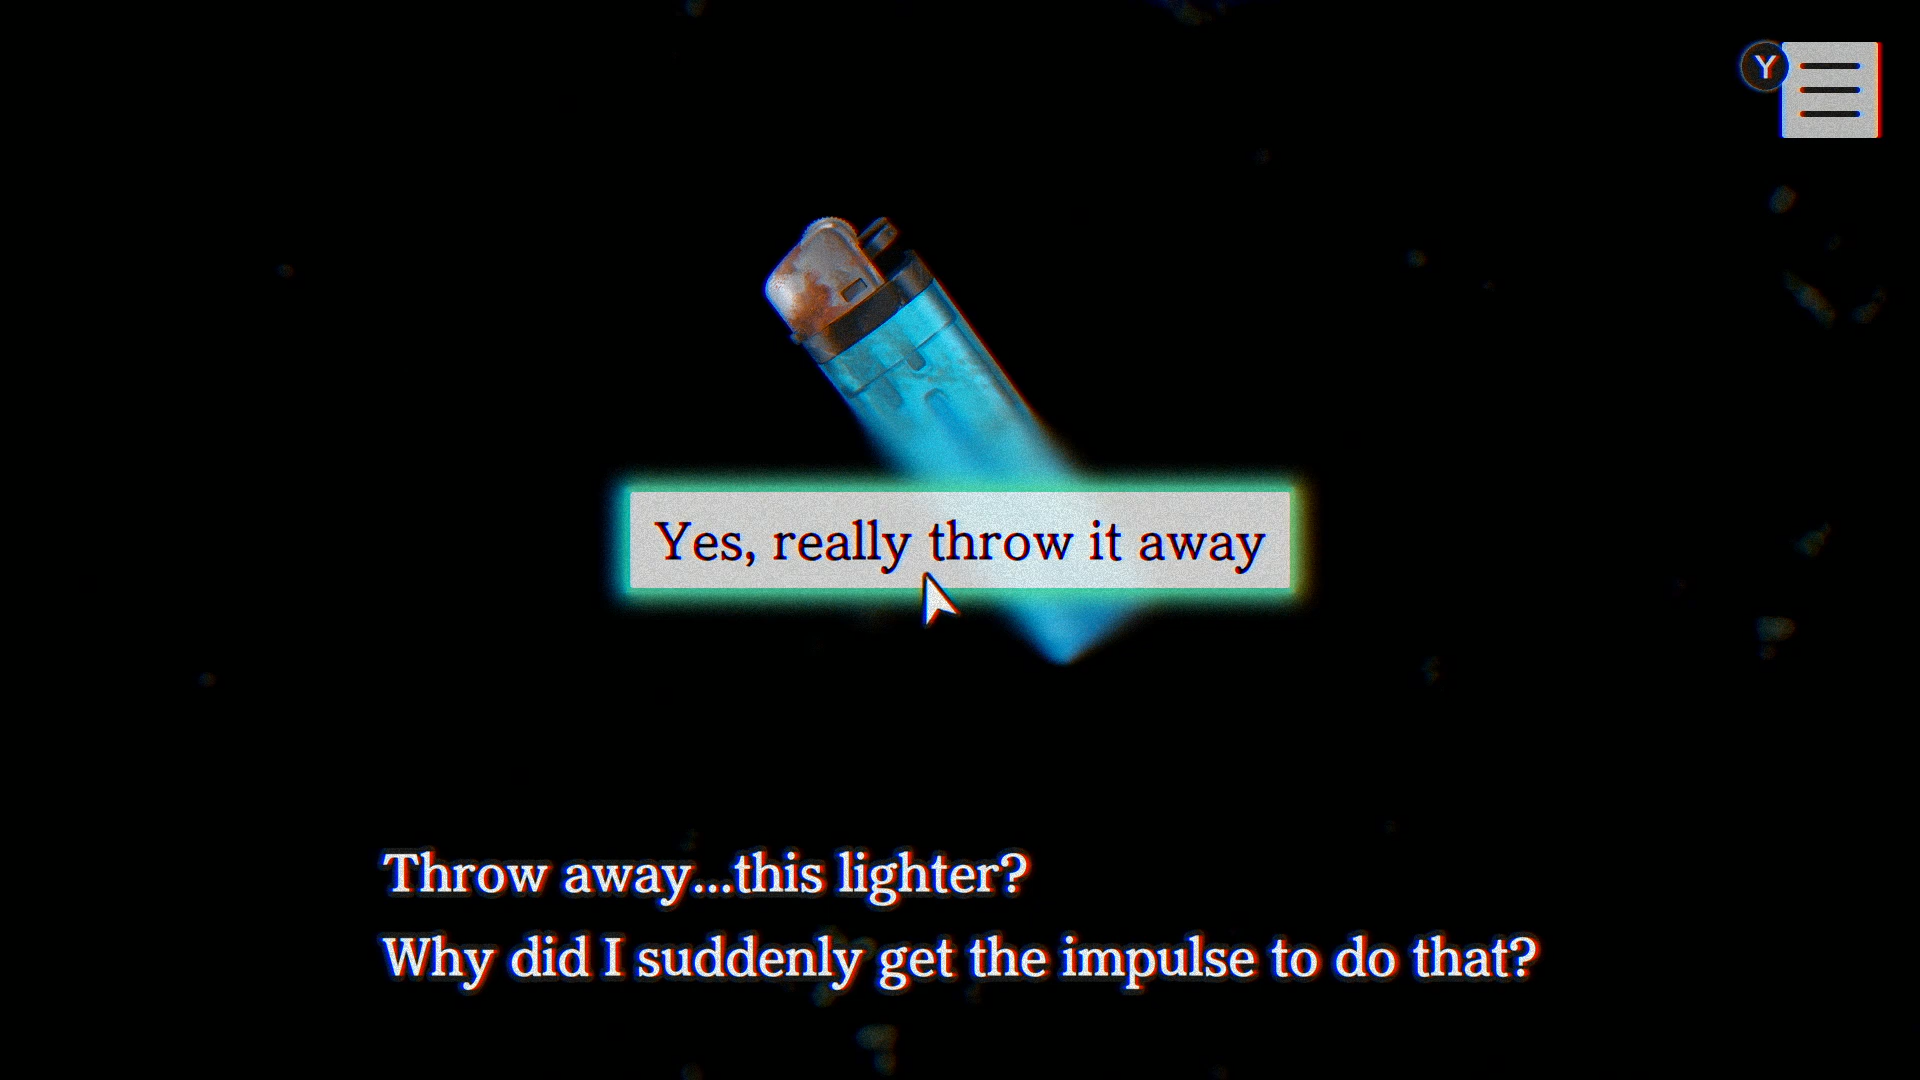 Y
Yes, really throw it away
Throw away...this lighter?
Why did I suddenly get the impulse to do that?